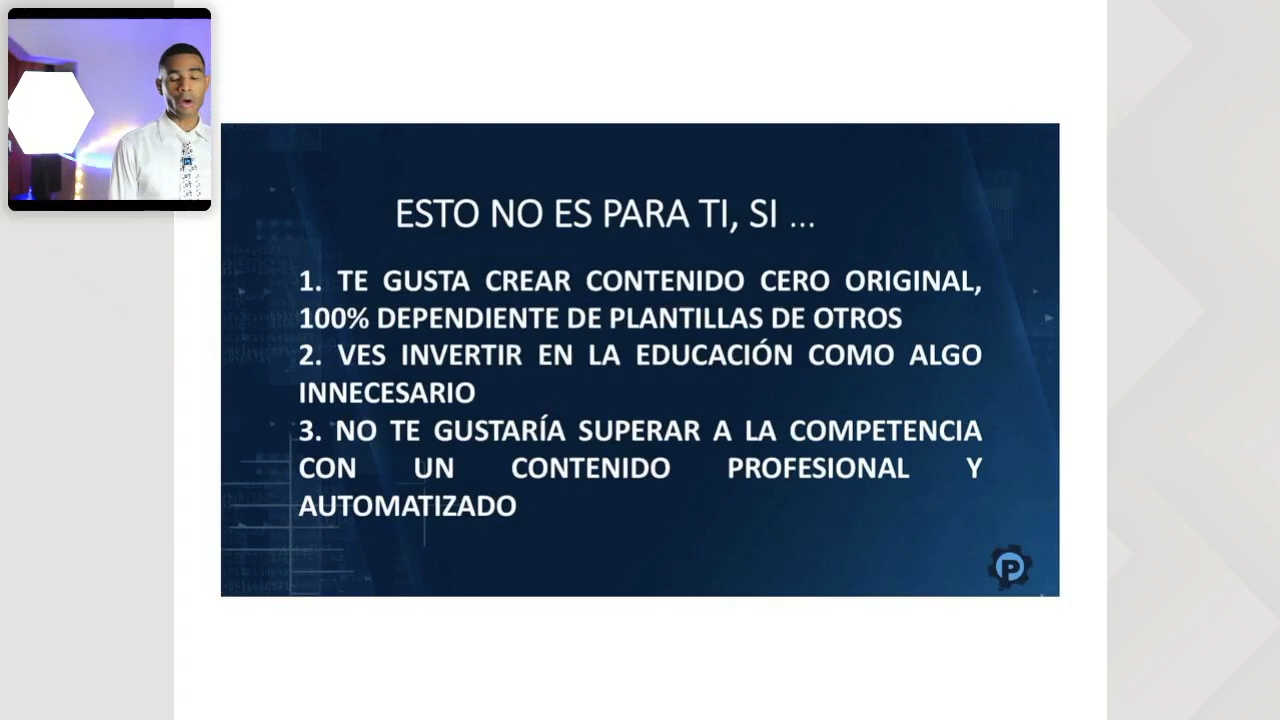 ESTO NO ES PARA TI, SI ...
1. TE GUSTA CREAR CONTENIDO CERO ORIGINAL,
100% DEPENDIENTE DE PLANTILLAS DE OTROS
2. VES INVERTIR EN LA EDUCACIÓN COMO ALGO
INNECESARIO
3. NO TE GUSTARÍA SUPERAR A LA COMPETENCIA
CON UN CONTENIDO PROFESIONAL Y
AUTOMATIZADO
P